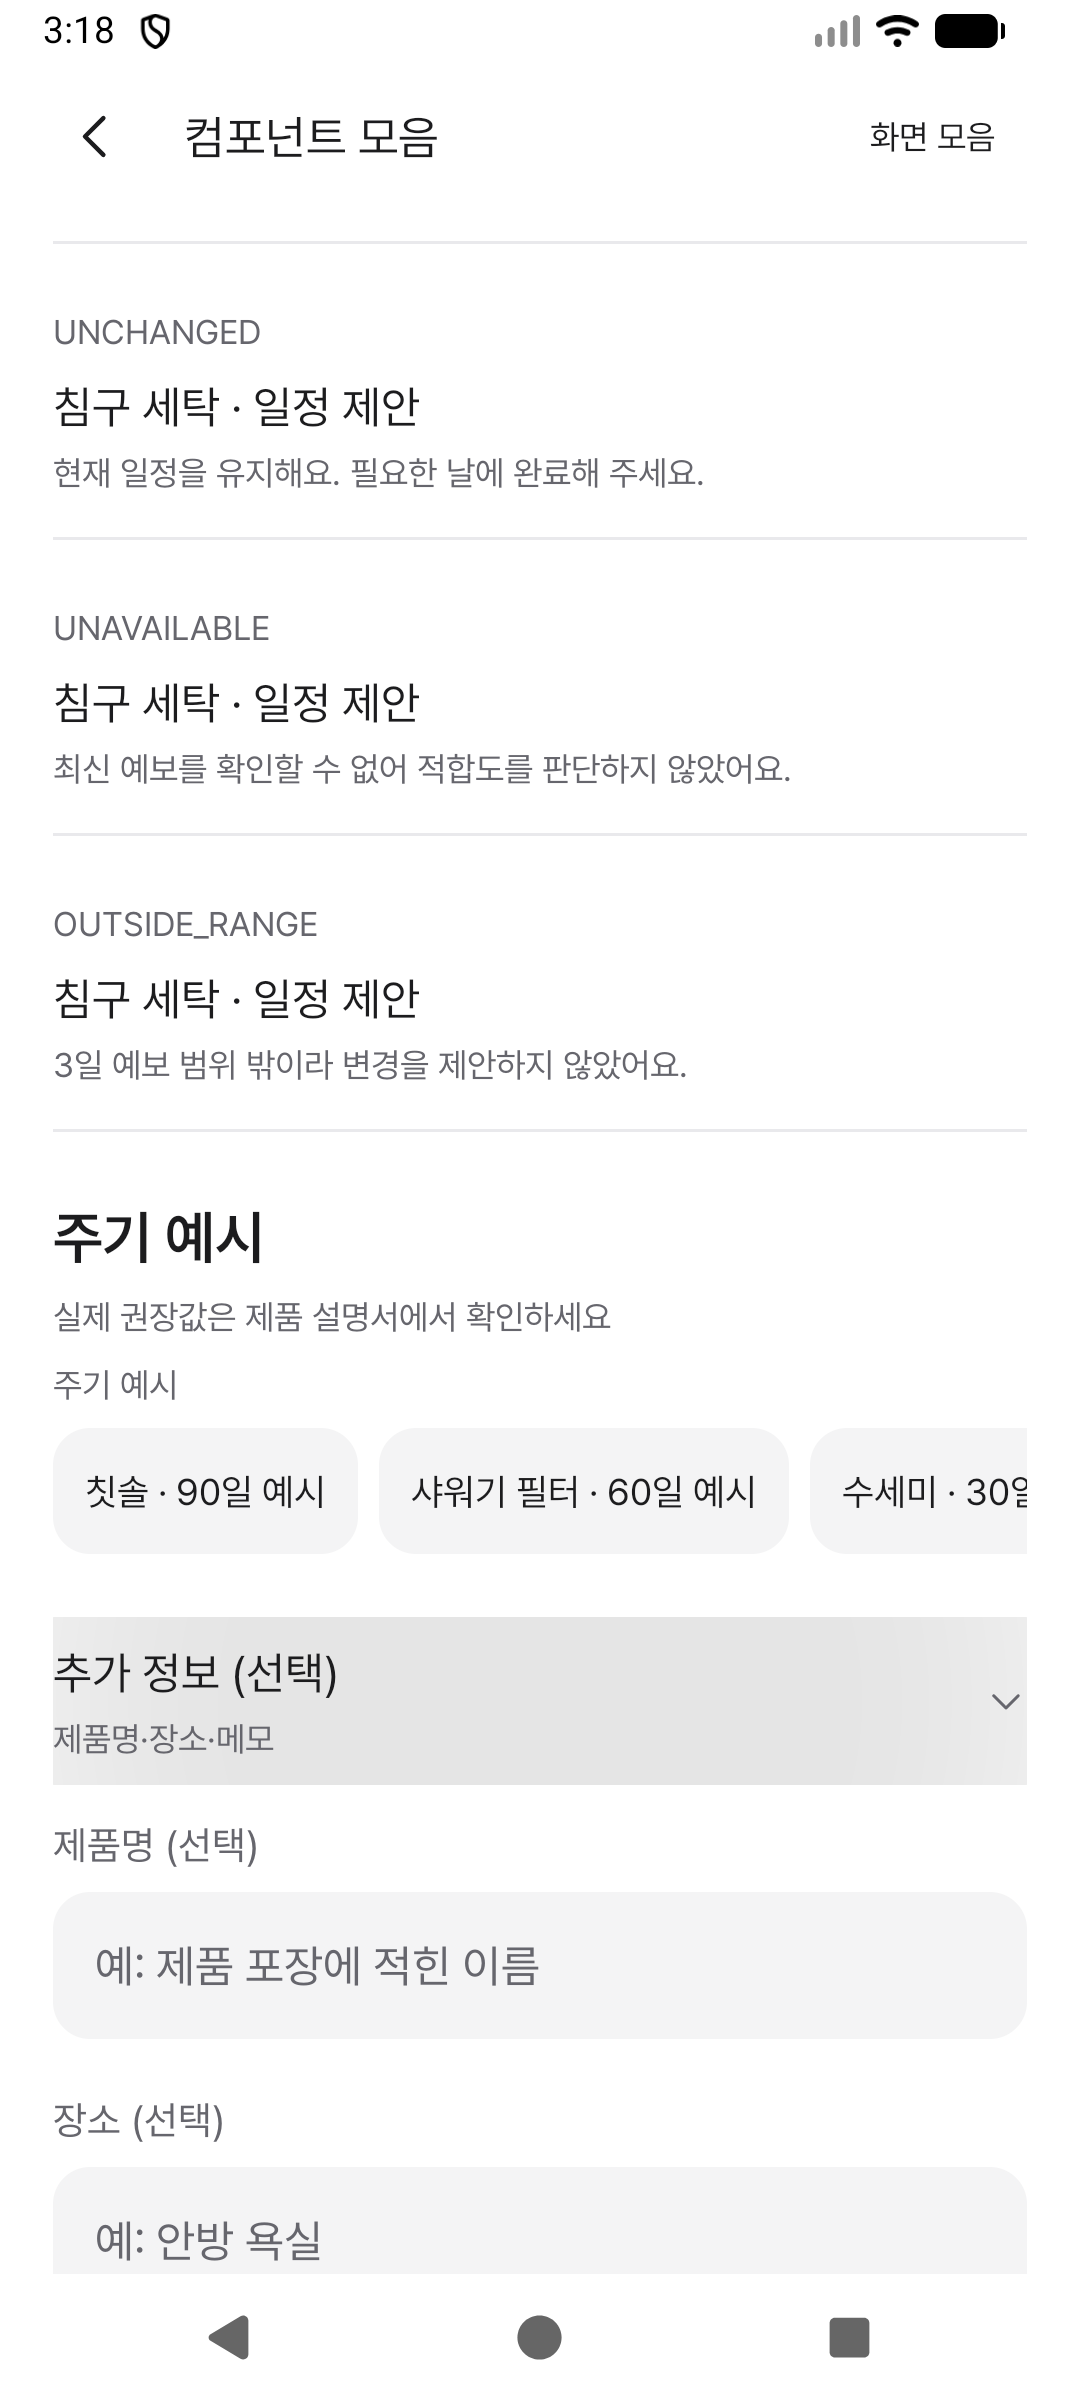 3:18
컴포넌트 모음
화면 모음
UNCHANGED
침구 세탁 · 일정 제안
현재 일정을 유지해요. 필요한 날에 완료해 주세요.
UNAVAILABLE
침구 세탁 · 일정 제안
최신 예보를 확인할 수 없어 적합도를 판단하지 않았어요.
OUTSIDE_RANGE
침구 세탁 · 일정 제안
3일 예보 범위 밖이라 변경을 제안하지 않았어요.
주기 예시
실제 권장값은 제품 설명서에서 확인하세요
주기 예시
칫솔 · 90일 예시
샤워기 필터 · 60일 예시
수세미 · 30일
추가 정보 (선택)
제품명·장소·메모
제품명 (선택)
예: 제품 포장에 적힌 이름
장소 (선택)
예: 안방 욕실